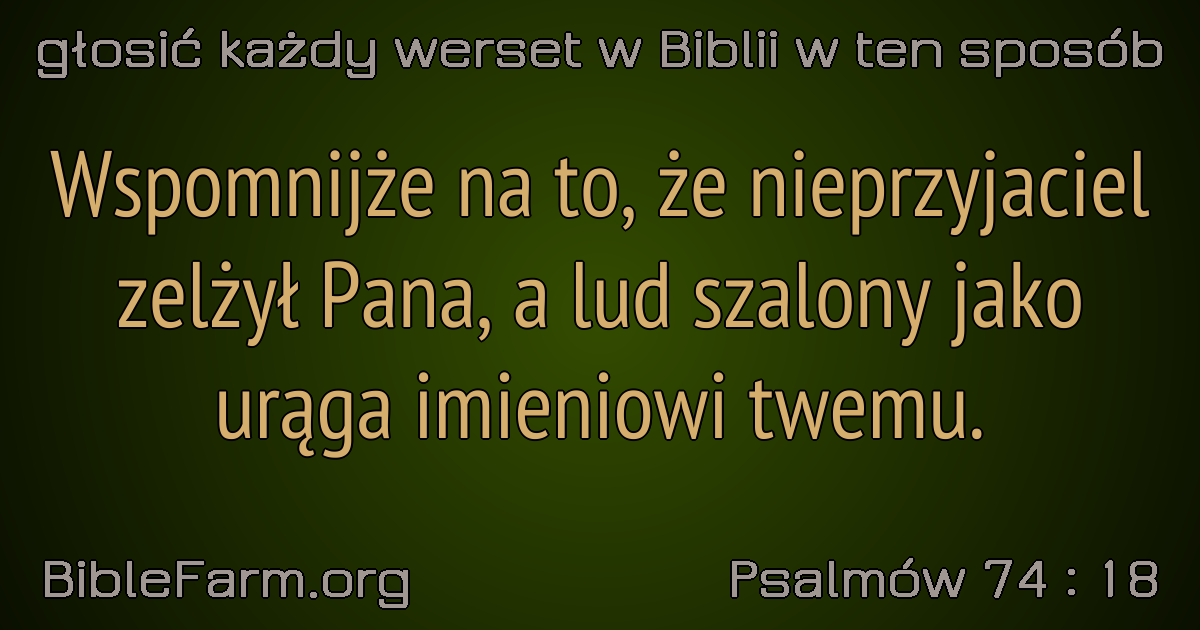 głosić każdy werset w Biblii w ten sposób
Wspomnijże na to, że nieprzyjaciel
zelżył Pana, a lud szalony jako
urąga imieniowi twemu.
BibleFarm.org
Psalmów 74 : 18